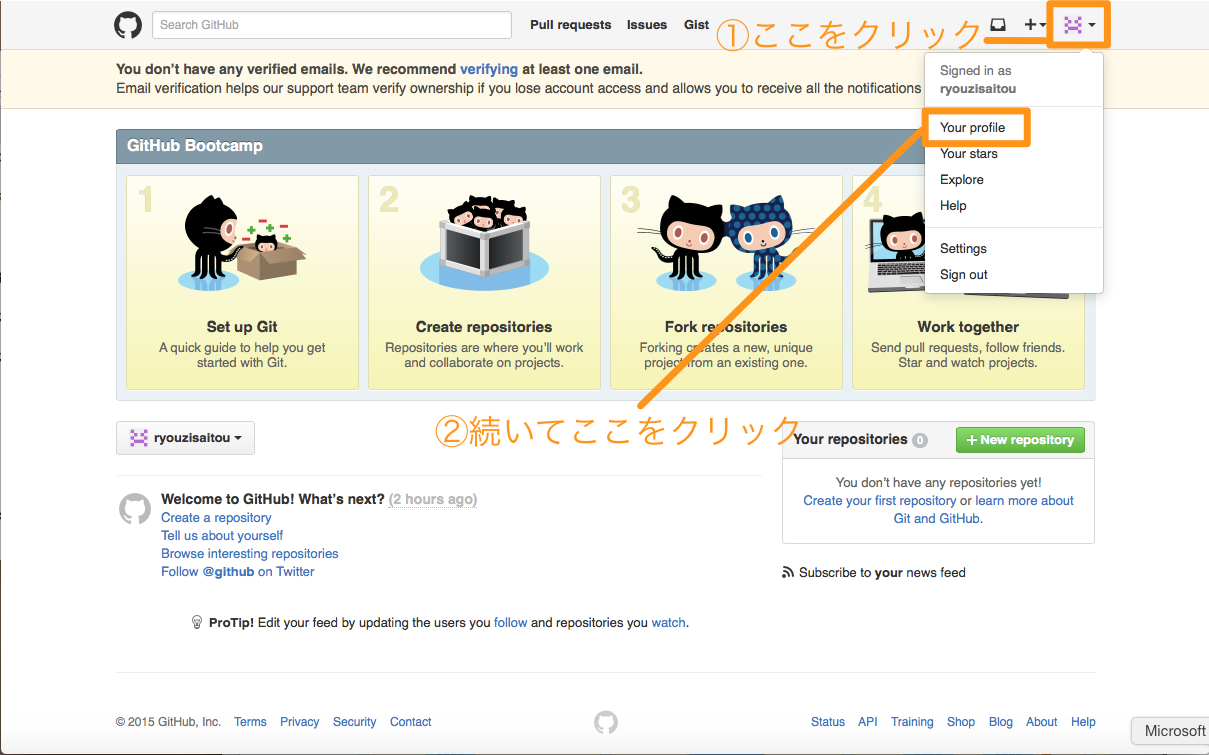 Search GitHub
Pull requests Issues Gist
①ここをクリック
You don't have any verified emails. We recommend verifying at least one email.
Email verification helps our support team verify ownership if you lose account access and allows you to receive all the notifications
Signed in as
ryouzisaitou
Your profile
Your stars
Explore
Help
Settings
Sign out
GitHub Bootcamp
1
Set up Git
A quick guide to help you get
started with Git.
2
Create repositories
Repositories are where you'll work
and collaborate on projects.
3
Fork repositories
Forking creates a new, unique
project from an existing one.
4
Work together
Send pull requests, follow friends.
Star and watch projects.
②続いてここをクリック
ryouzisaitou
Your repositories 0
+ New repository
You don't have any repositories yet!
Create your first repository or learn more about
Git and GitHub.
Welcome to GitHub! What's next? (2 hours ago)
Create a repository
Tell us about yourself
Browse interesting repositories
Follow @github on Twitter
Subscribe to your news feed
ProTip! Edit your feed by updating the users you follow and repositories you watch.
© 2015 GitHub, Inc. Terms Privacy Security Contact
Status API Training Shop Blog About Help
Microsoft